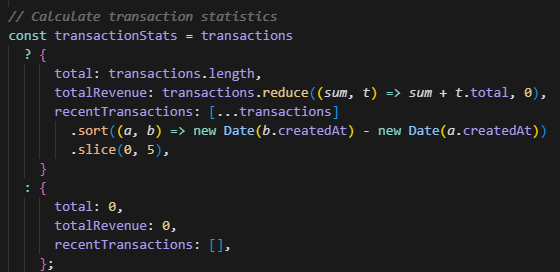 // Calculate transaction statistics
const transactionStats = transactions
  ? {
      total: transactions.length,
      totalRevenue: transactions.reduce((sum, t) => sum + t.total, 0),
      recentTransactions: [...transactions]
        .sort((a, b) => new Date(b.createdAt) - new Date(a.createdAt))
        .slice(0, 5),
    }
  : {
      total: 0,
      totalRevenue: 0,
      recentTransactions: [],
    };